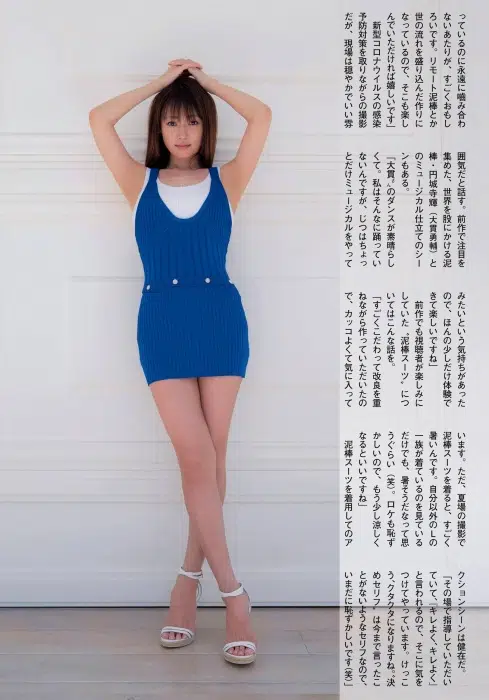 っているのに永遠に噛み合わ
ないあたりが、すごくおもし
ろいです。リモート泥棒とか
世の流れを盛り込んだ作りに
なっているので、そこも楽し
んでいただければ嬉しいです」
新型コロナウイルスの感染
予防対策を取りながらの撮影
だが、現場は穏やかでいい雰
囲気だと話す。前作で注目を
集めた、世界を股にかける泥
棒・円城寺輝（大貫勇輔）と
のミュージカル仕立てのシー
ンもある。
「“大貫”のダンスが素晴らし
くて。私はそんなに踊ってい
ないんですが、じつはちょっ
とだけミュージカルをやって
みたいという気持ちがあった
ので、ほんの少しだけ体験で
きて楽しいですね」
前作でも視聴者が楽しみに
していた“泥棒スーツ”につ
いてはこんな話を。
「すごくこだわって改良を重
ねながら作っていただいたの
で、カッコよくて気に入って
います。ただ、夏場の撮影で
泥棒スーツを着ると、すごく
暑いんです。自分以外のLの
一族が着ているのを見ている
だけでも、暑そうだなって思
うぐらい（笑）。ロケも恥ず
かしいので、もう少し涼しく
なるといいですね」
泥棒スーツを着用してのア
クションシーンは健在だ。
「その場で指導していただい
ていて、『キレよく、キレよく』
と言われるので、そこに気を
つけてやっています。けっこ
う、クタクタになりますね。決
めセリフ〟は今まで言ったこ
とがないようなセリフなので、
いまだに恥ずかしいです（笑）」